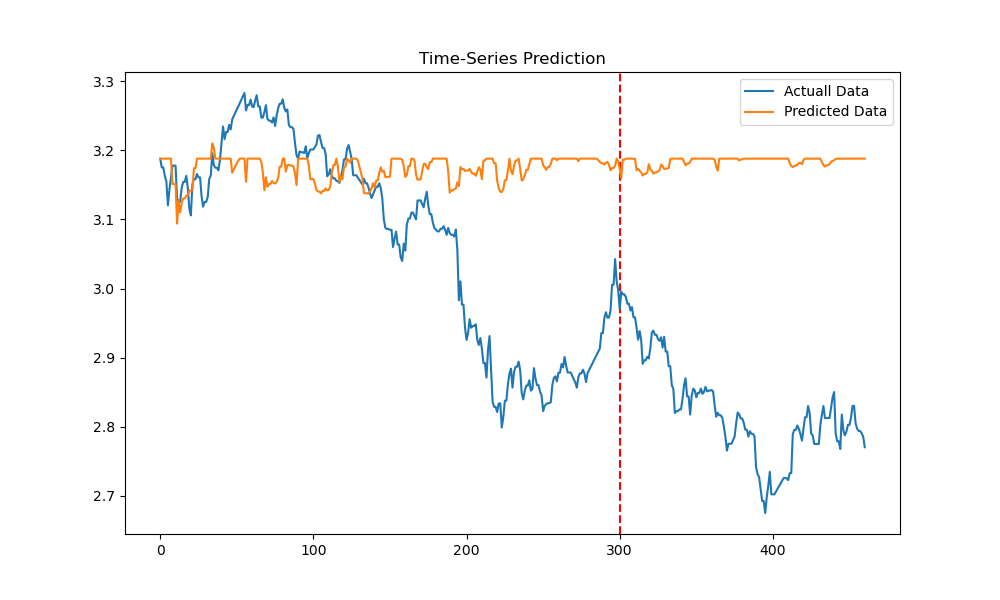 Time-Series Prediction
Actuall Data
Predicted Data
3.3
3.2
3.1
3.0
2.9
2.8
2.7
0 100 200 300 400